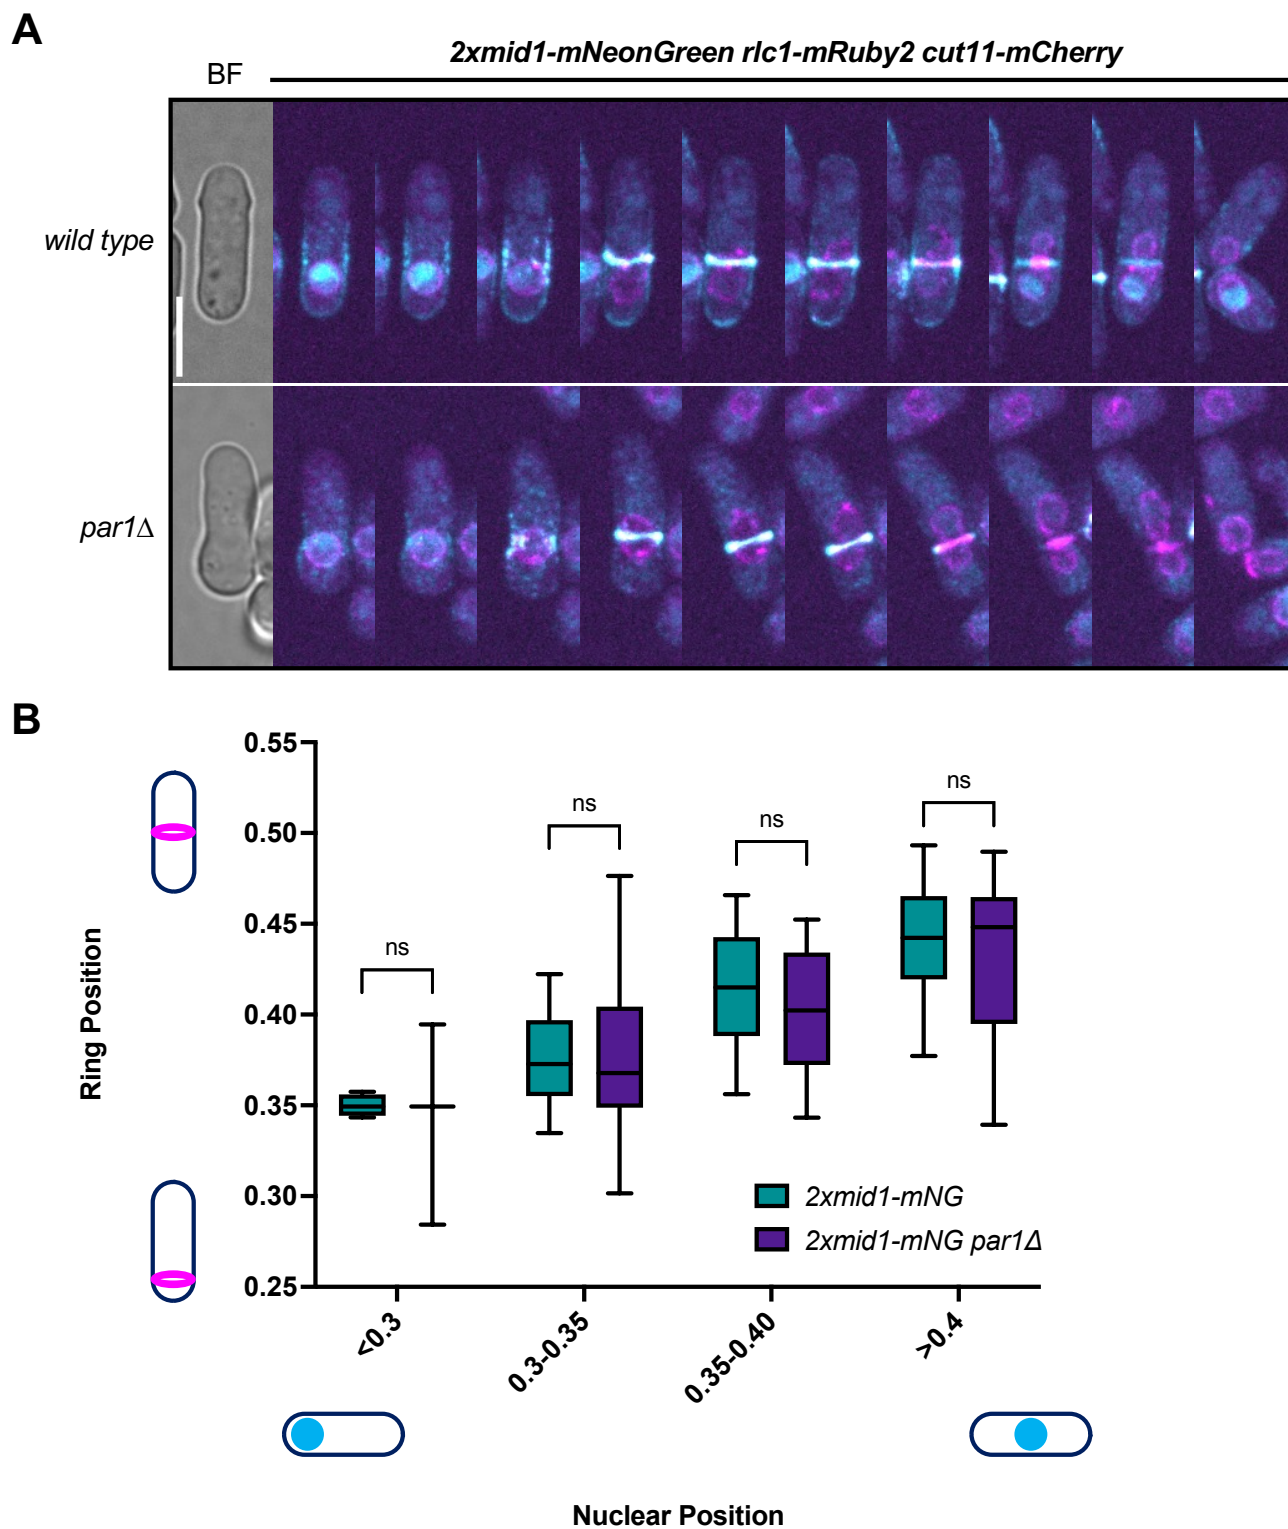 A
2xmid1-mNeonGreen rlc1-mRuby2 cut11-mCherry
BF
wild type
par1Δ
B
0.55
0.50
0.45
0.40
0.35
0.30
0.25
Ring Position
ns
ns
ns
ns
2xmid1-mNG
2xmid1-mNG par1Δ
<0.3
0.3-0.35
0.35-0.40
>0.4
Nuclear Position